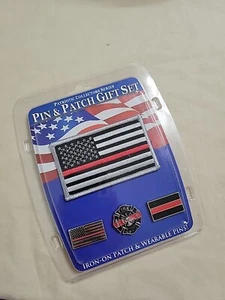 Patriotic Collectors Series
Pin & Patch Gift Set
Iron-on Patch & Wearable Pins